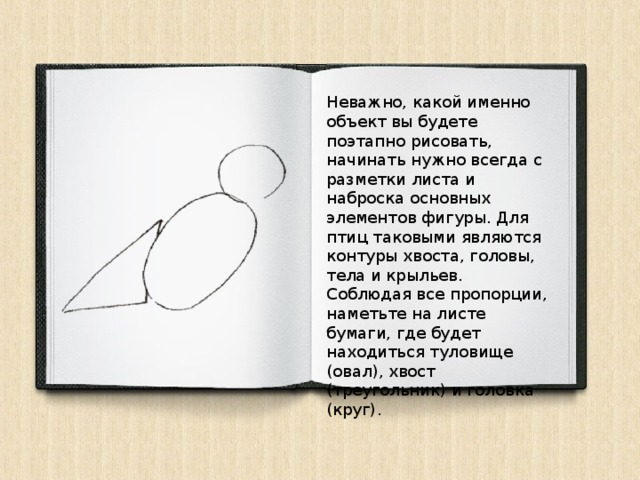 Неважно, какой именно
объект вы будете
поэтапно рисовать,
начинать нужно всегда с
разметки листа и
наброска основных
элементов фигуры. Для
птиц таковыми являются
контуры хвоста, головы,
тела и крыльев.
Соблюдая все пропорции,
наметьте на листе
бумаги, где будет
находиться туловище
(овал), хвост
(треугольник) и головка
(круг).